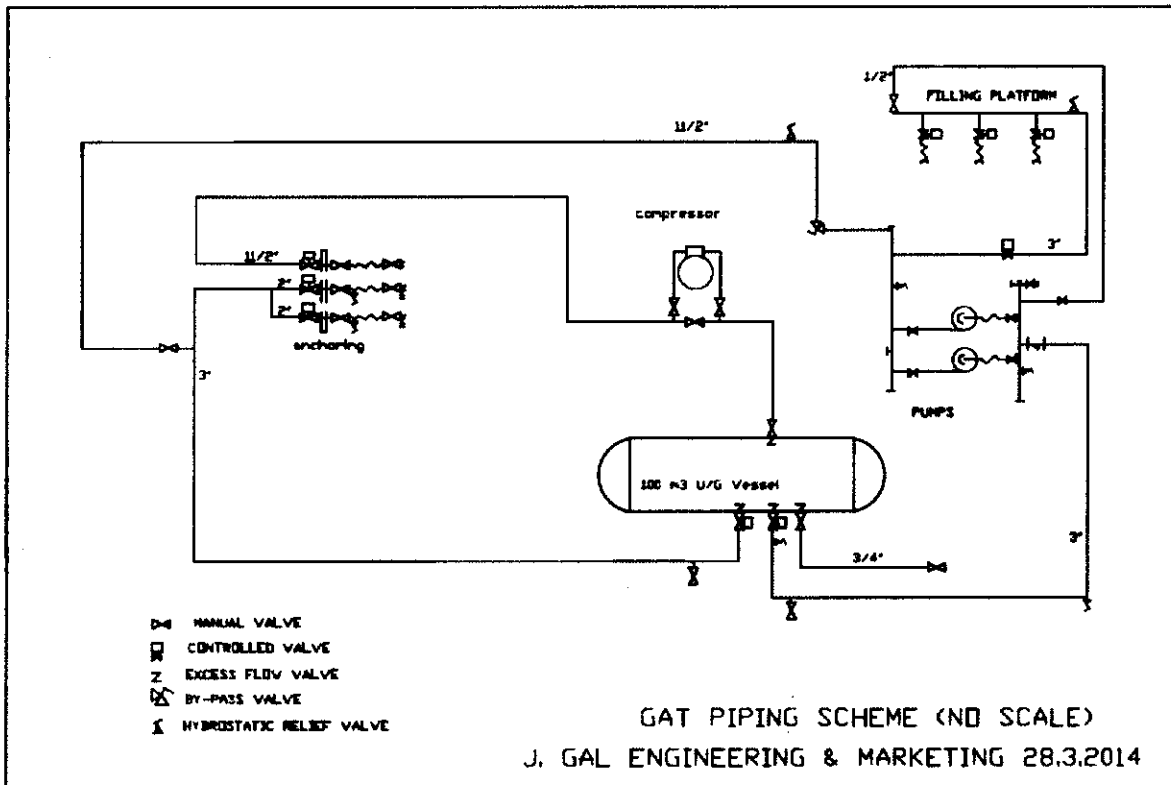 1/2"
FILLING PLATFORM
11/2"
compressor
11/2"
3"
2"
2"
ancharing
3"
PUMPS
100 m3 U/G Vessel
3"
3/4"
MANUAL VALVE
CONTROLLED VALVE
EXCESS FLOW VALVE
BY-PASS VALVE
HYDROSTATIC RELIEF VALVE
GAT PIPING SCHEME (NO SCALE)
J. GAL ENGINEERING & MARKETING 28.3.2014